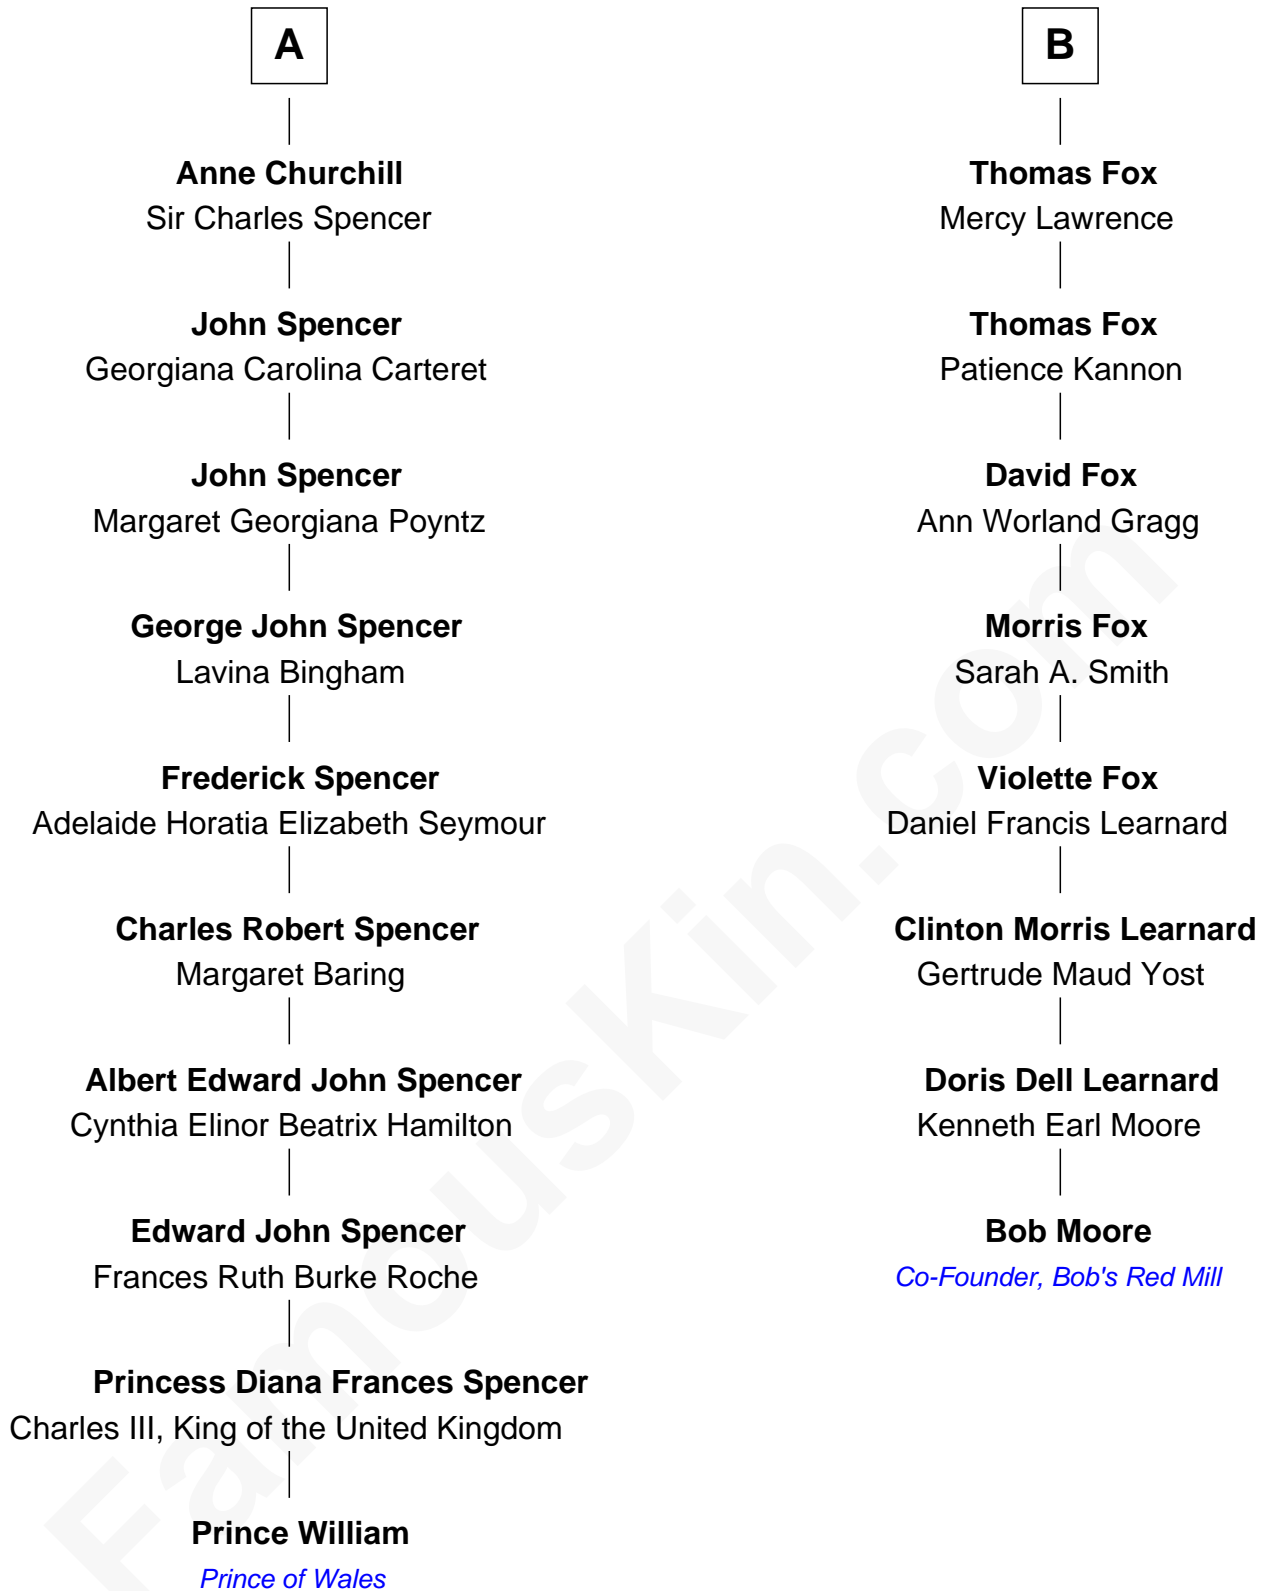 A
Anne Churchill
Sir Charles Spencer
John Spencer
Georgiana Carolina Carteret
John Spencer
Margaret Georgiana Poyntz
George John Spencer
Lavina Bingham
Frederick Spencer
Adelaide Horatia Elizabeth Seymour
Charles Robert Spencer
Margaret Baring
Albert Edward John Spencer
Cynthia Elinor Beatrix Hamilton
Edward John Spencer
Frances Ruth Burke Roche
Princess Diana Frances Spencer
Charles III, King of the United Kingdom
Prince William
Prince of Wales
B
Thomas Fox
Mercy Lawrence
Thomas Fox
Patience Kannon
David Fox
Ann Worland Gragg
Morris Fox
Sarah A. Smith
Violette Fox
Daniel Francis Learnard
Clinton Morris Learnard
Gertrude Maud Yost
Doris Dell Learnard
Kenneth Earl Moore
Bob Moore
Co-Founder, Bob's Red Mill
FamousKin.com